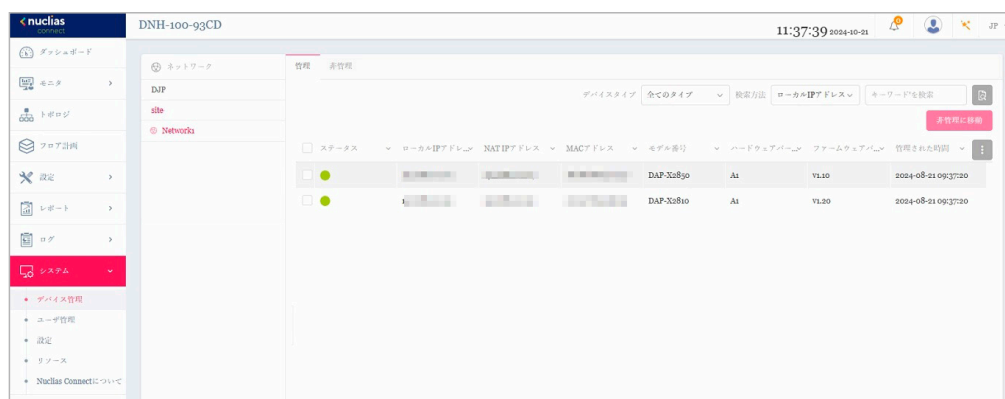 nuclias
connect
DNH-100-93CD
11:37:39 2024-10-21
JP
ダッシュボード
モニタ
トポロジ
フロア計画
設定
レポート
ログ
システム
デバイス管理
ユーザ管理
設定
リソース
Nuclias Connectについて
ネットワーク
DJP
site
Network1
管理 非管理
デバイスタイプ 全てのタイプ 検索方法 ローカルIPアドレス キーワードを検索
非管理に移動
ステータス ローカルIPアドレ... NAT IPアドレス MACアドレス モデル番号 ハードウェアバー... ファームウェアバ... 管理された時間
DAP-X2850 A1 v1.10 2024-08-21 09:37:20
DAP-X2810 A1 v1.20 2024-08-21 09:37:20